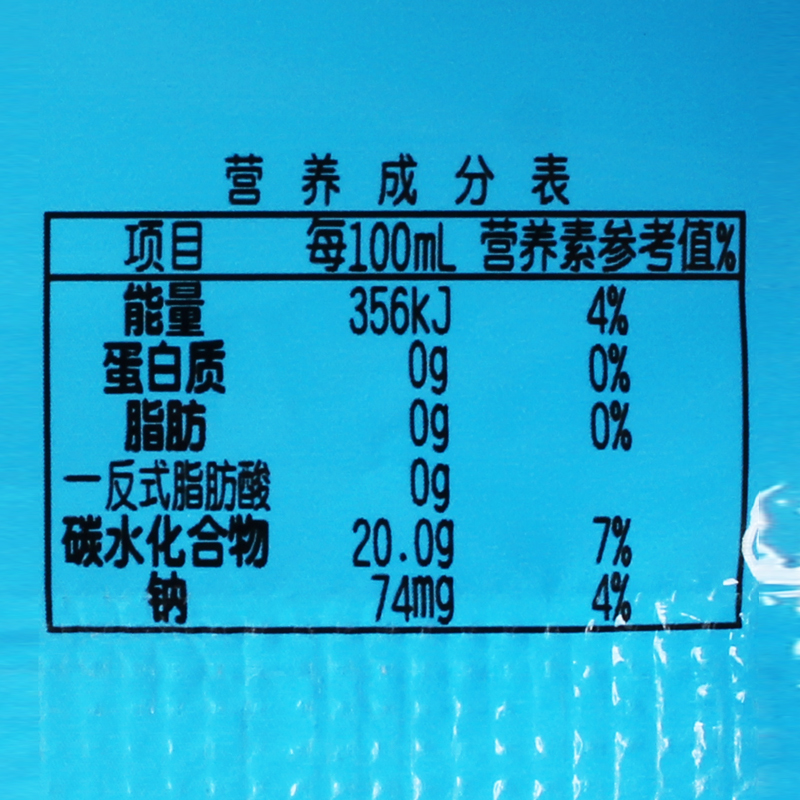 营养成分表
项目 每100mL 营养素参考值%
能量 356kJ 4%
蛋白质 0g 0%
脂肪 0g 0%
一反式脂肪酸 0g
碳水化合物 20.0g 7%
钠 74mg 4%